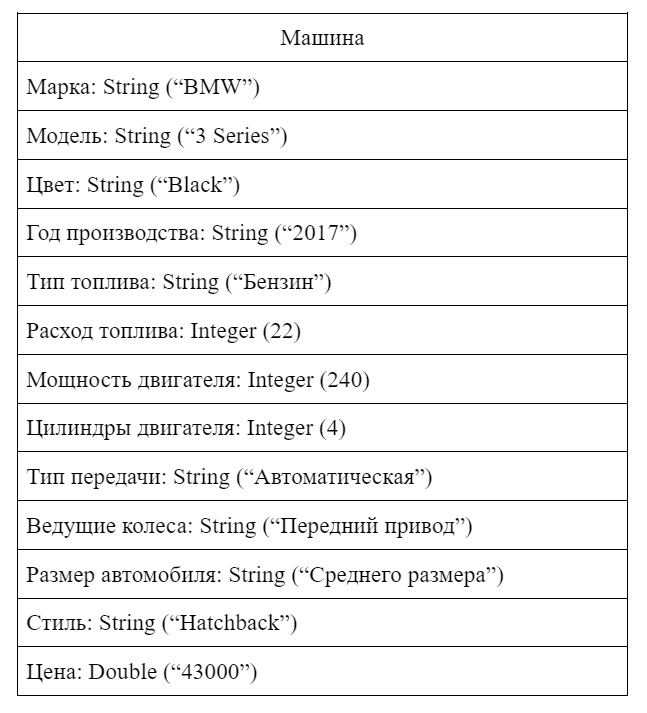 Машина
Марка: String (“BMW”)
Модель: String (“3 Series”)
Цвет: String (“Black”)
Год производства: String (“2017”)
Тип топлива: String (“Бензин”)
Расход топлива: Integer (22)
Мощность двигателя: Integer (240)
Цилиндры двигателя: Integer (4)
Тип передачи: String (“Автоматическая”)
Ведущие колеса: String (“Передний привод”)
Размер автомобиля: String (“Среднего размера”)
Стиль: String (“Hatchback”)
Цена: Double (“43000”)